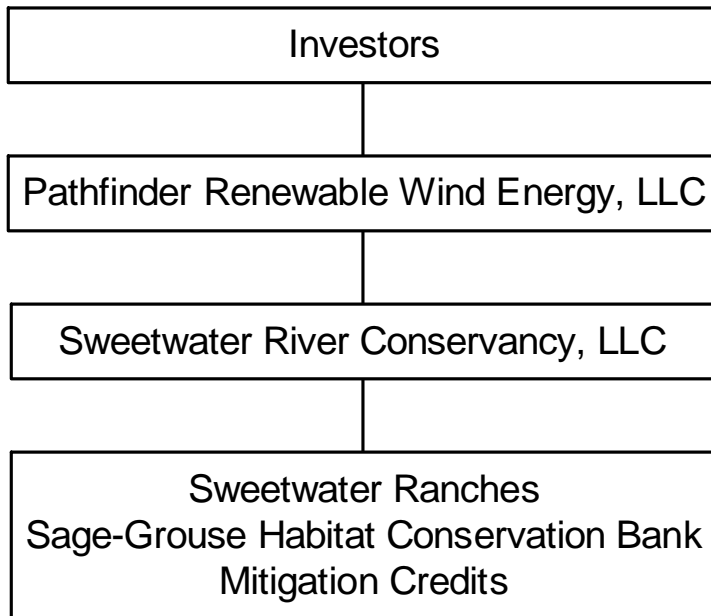 Investors
Pathfinder Renewable Wind Energy, LLC
Sweetwater River Conservancy, LLC
Sweetwater Ranches
Sage-Grouse Habitat Conservation Bank
Mitigation Credits